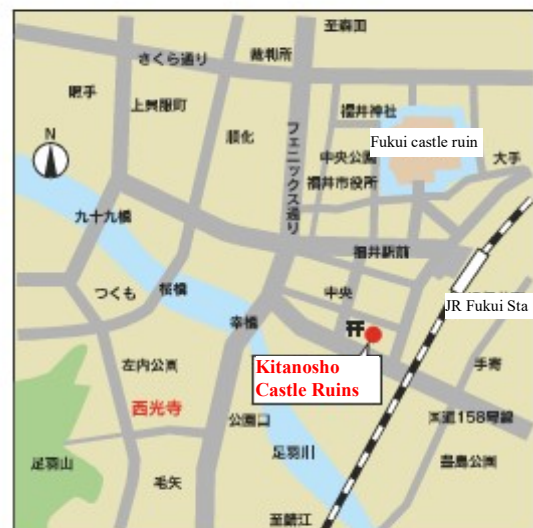 至森田
さくら通り
裁判所
照手
上呉服町
福井神社
N
順化
フェニックス通り
Fukui castle ruin
中央公園
大手
福井市役所
九十九橋
福井駅前
つくも
桜橋
中央
JR Fukui Sta
幸橋
Kitanosho
Castle Ruins
左内公園
手寄
西光寺
公園口
国道158号線
足羽山
足羽川
豊島公園
毛矢
至鯖江